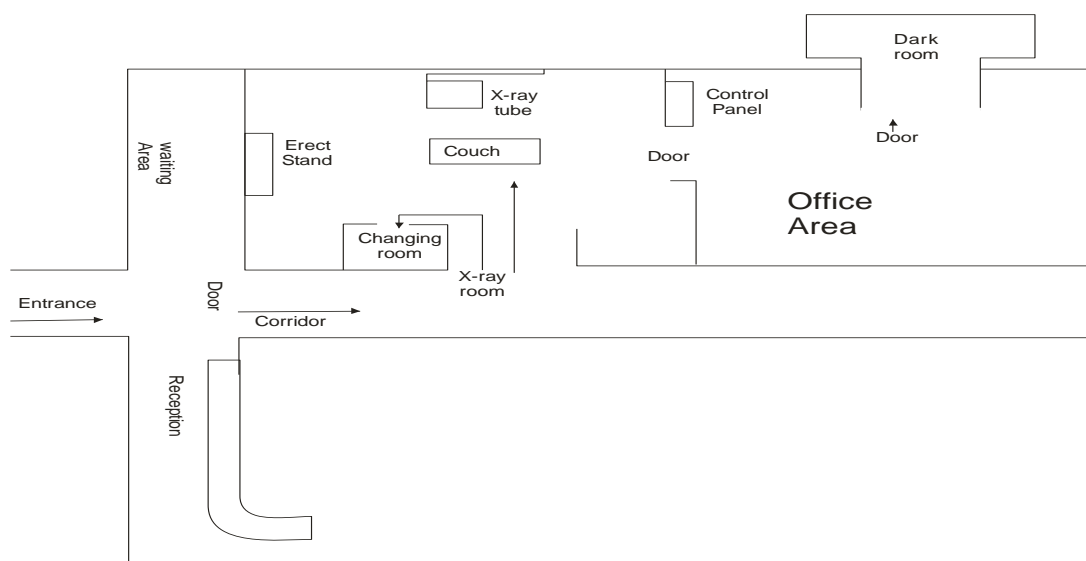 Dark
room
X-ray
tube
Control
Panel
Door
waiting
Area
Erect
Stand
Couch
Door
Office
Area
Changing
room
X-ray
room
Entrance
Door
Corridor
Reception